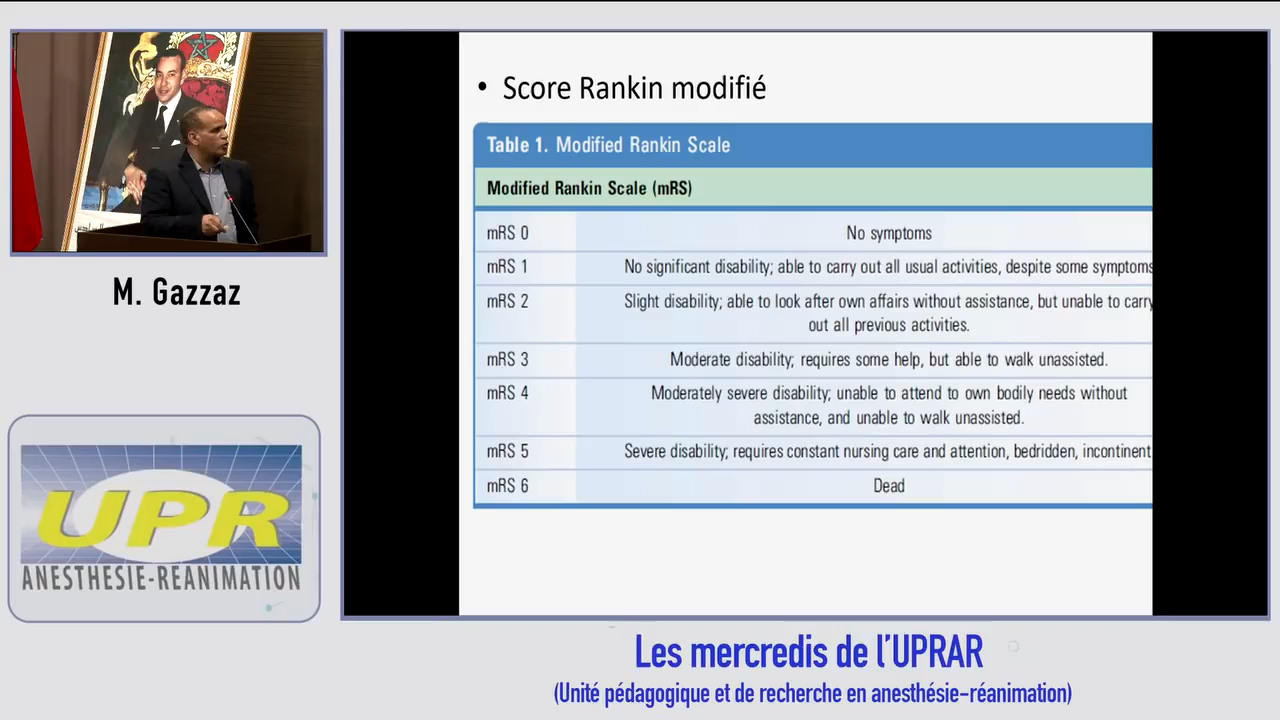 • Score Rankin modifié
Table 1. Modified Rankin Scale
Modified Rankin Scale (mRS)
mRS 0 No symptoms
mRS 1 No significant disability; able to carry out all usual activities, despite some symptoms
mRS 2 Slight disability; able to look after own affairs without assistance, but unable to carry
out all previous activities.
mRS 3 Moderate disability; requires some help, but able to walk unassisted.
mRS 4 Moderately severe disability; unable to attend to own bodily needs without
assistance, and unable to walk unassisted.
mRS 5 Severe disability; requires constant nursing care and attention, bedridden, incontinent
mRS 6 Dead
M. Gazzaz
UPR
ANESTHESIE-REANIMATION
Les mercredis de l'UPRAR
(Unité pédagogique et de recherche en anesthésie-réanimation)